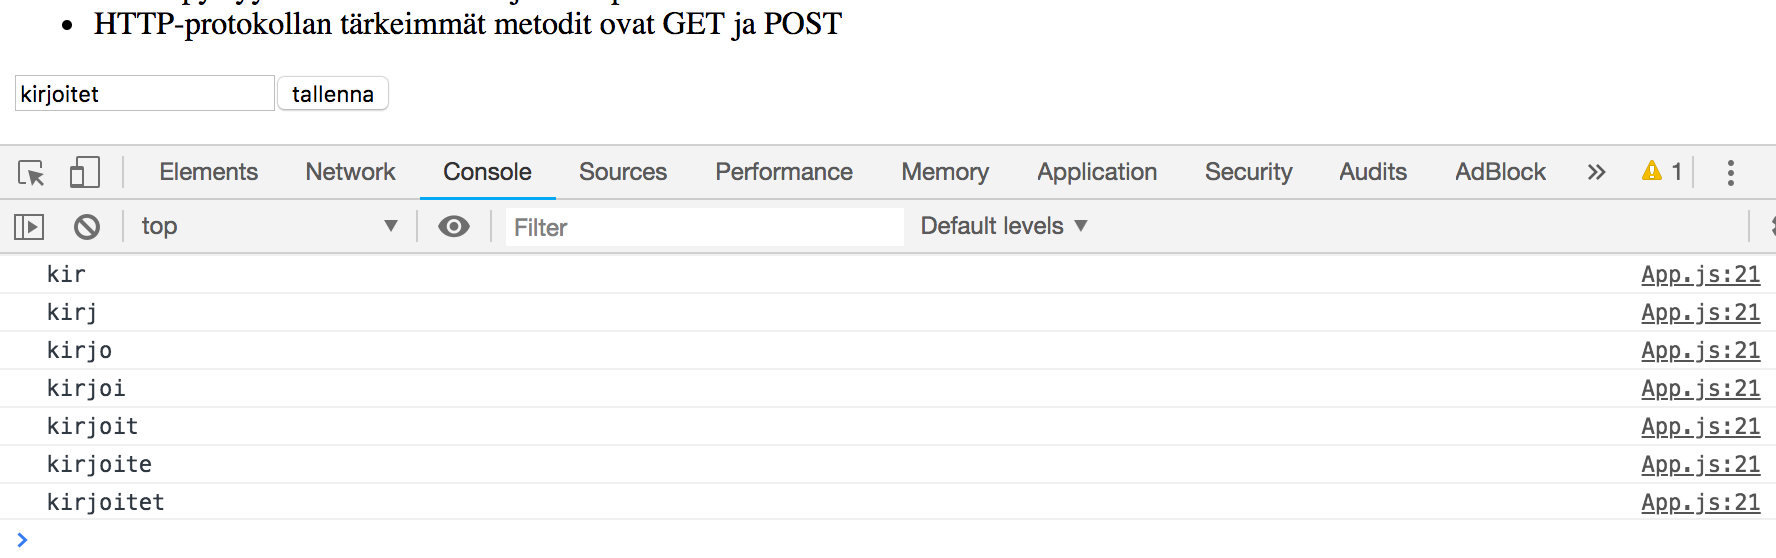 HTTP-protokollan tärkeimmät metodit ovat GET ja POST
kirjoitet tallenna
Elements Network Console Sources Performance Memory Application Security Audits AdBlock » 1
top ▼ Filter Default levels ▼
kir App.js:21
kirj App.js:21
kirjo App.js:21
kirjoi App.js:21
kirjoit App.js:21
kirjoite App.js:21
kirjoitet App.js:21